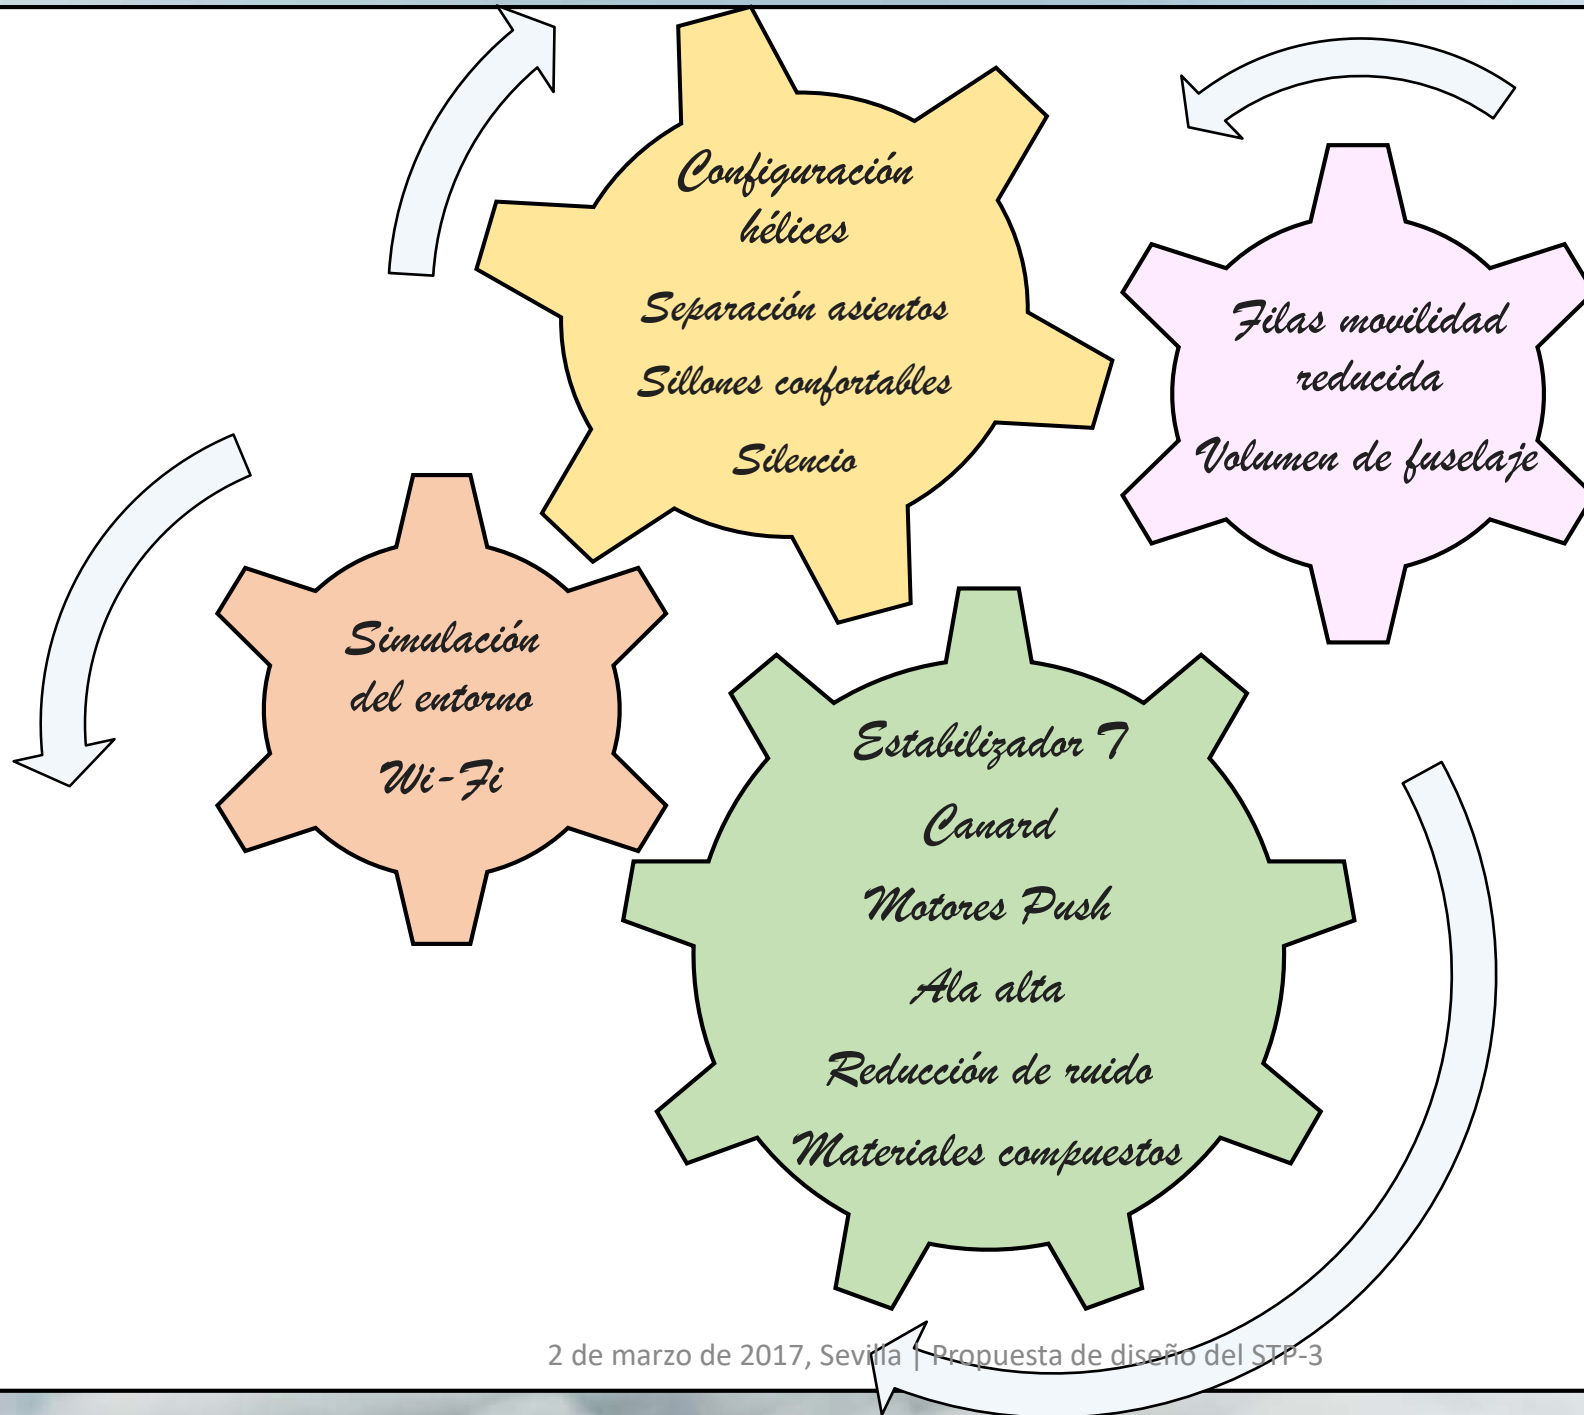 Configuración
hélices
Separación asientos
Sillones confortables
Silencio
Filas movilidad
reducida
Volumen de fuselaje
Simulación
del entorno
Wi-Fi
Estabilizador T
Canard
Motores Push
Ala alta
Reducción de ruido
Materiales compuestos
2 de marzo de 2017, Sevilla | Propuesta de diseño del STP-3